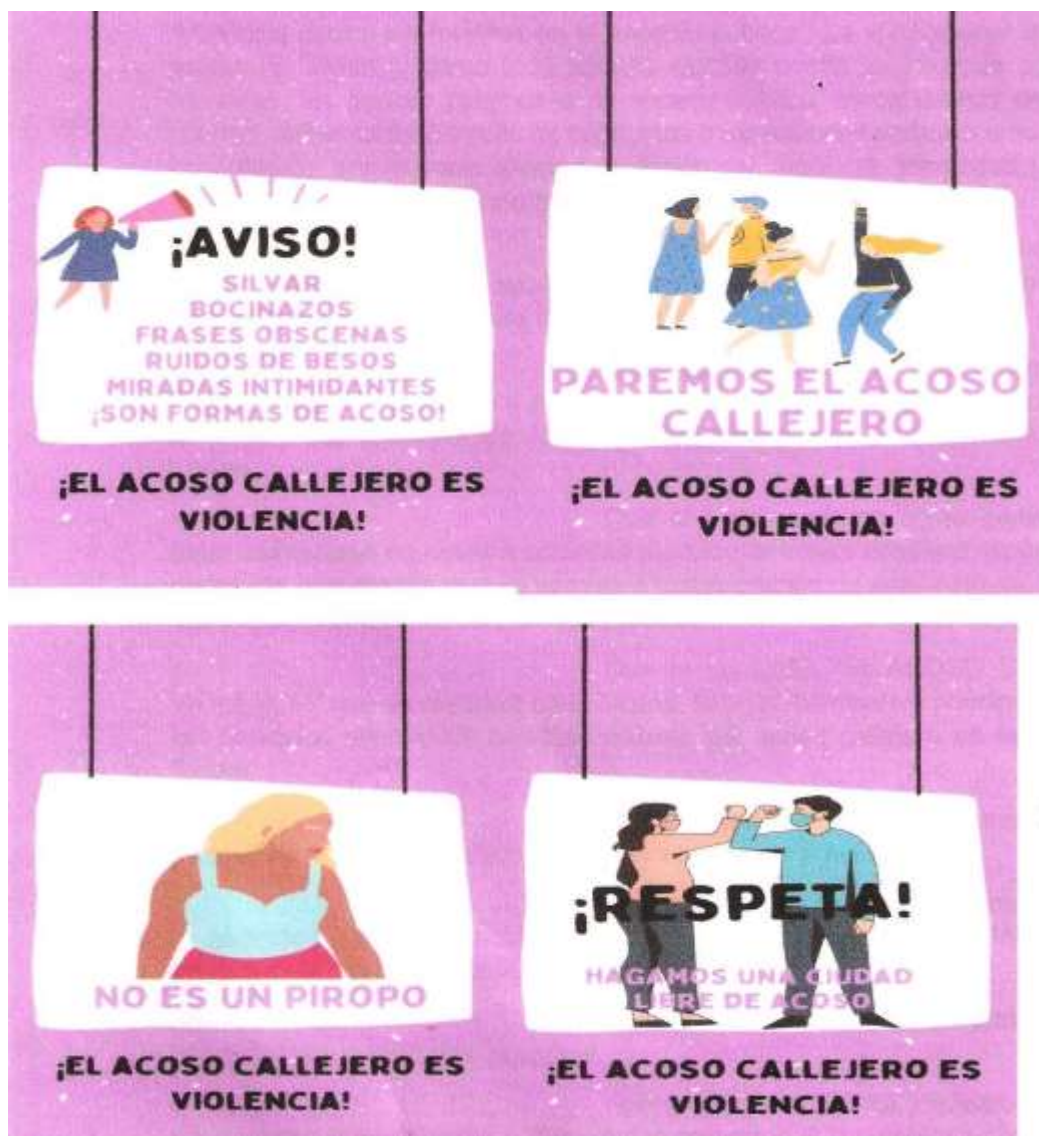 ¡AVISO!
SILVAR
BOCINAZOS
FRASES OBSCENAS
RUIDOS DE BESOS
MIRADAS INTIMIDANTES
¡SON FORMAS DE ACOSO!
¡EL ACOSO CALLEJERO ES
VIOLENCIA!
PAREMOS EL ACOSO
CALLEJERO
¡EL ACOSO CALLEJERO ES
VIOLENCIA!
NO ES UN PIROPO
¡EL ACOSO CALLEJERO ES
VIOLENCIA!
¡RESPETA!
HAGAMOS UNA CIUDAD
LIBRE DE ACOSO
¡EL ACOSO CALLEJERO ES
VIOLENCIA!